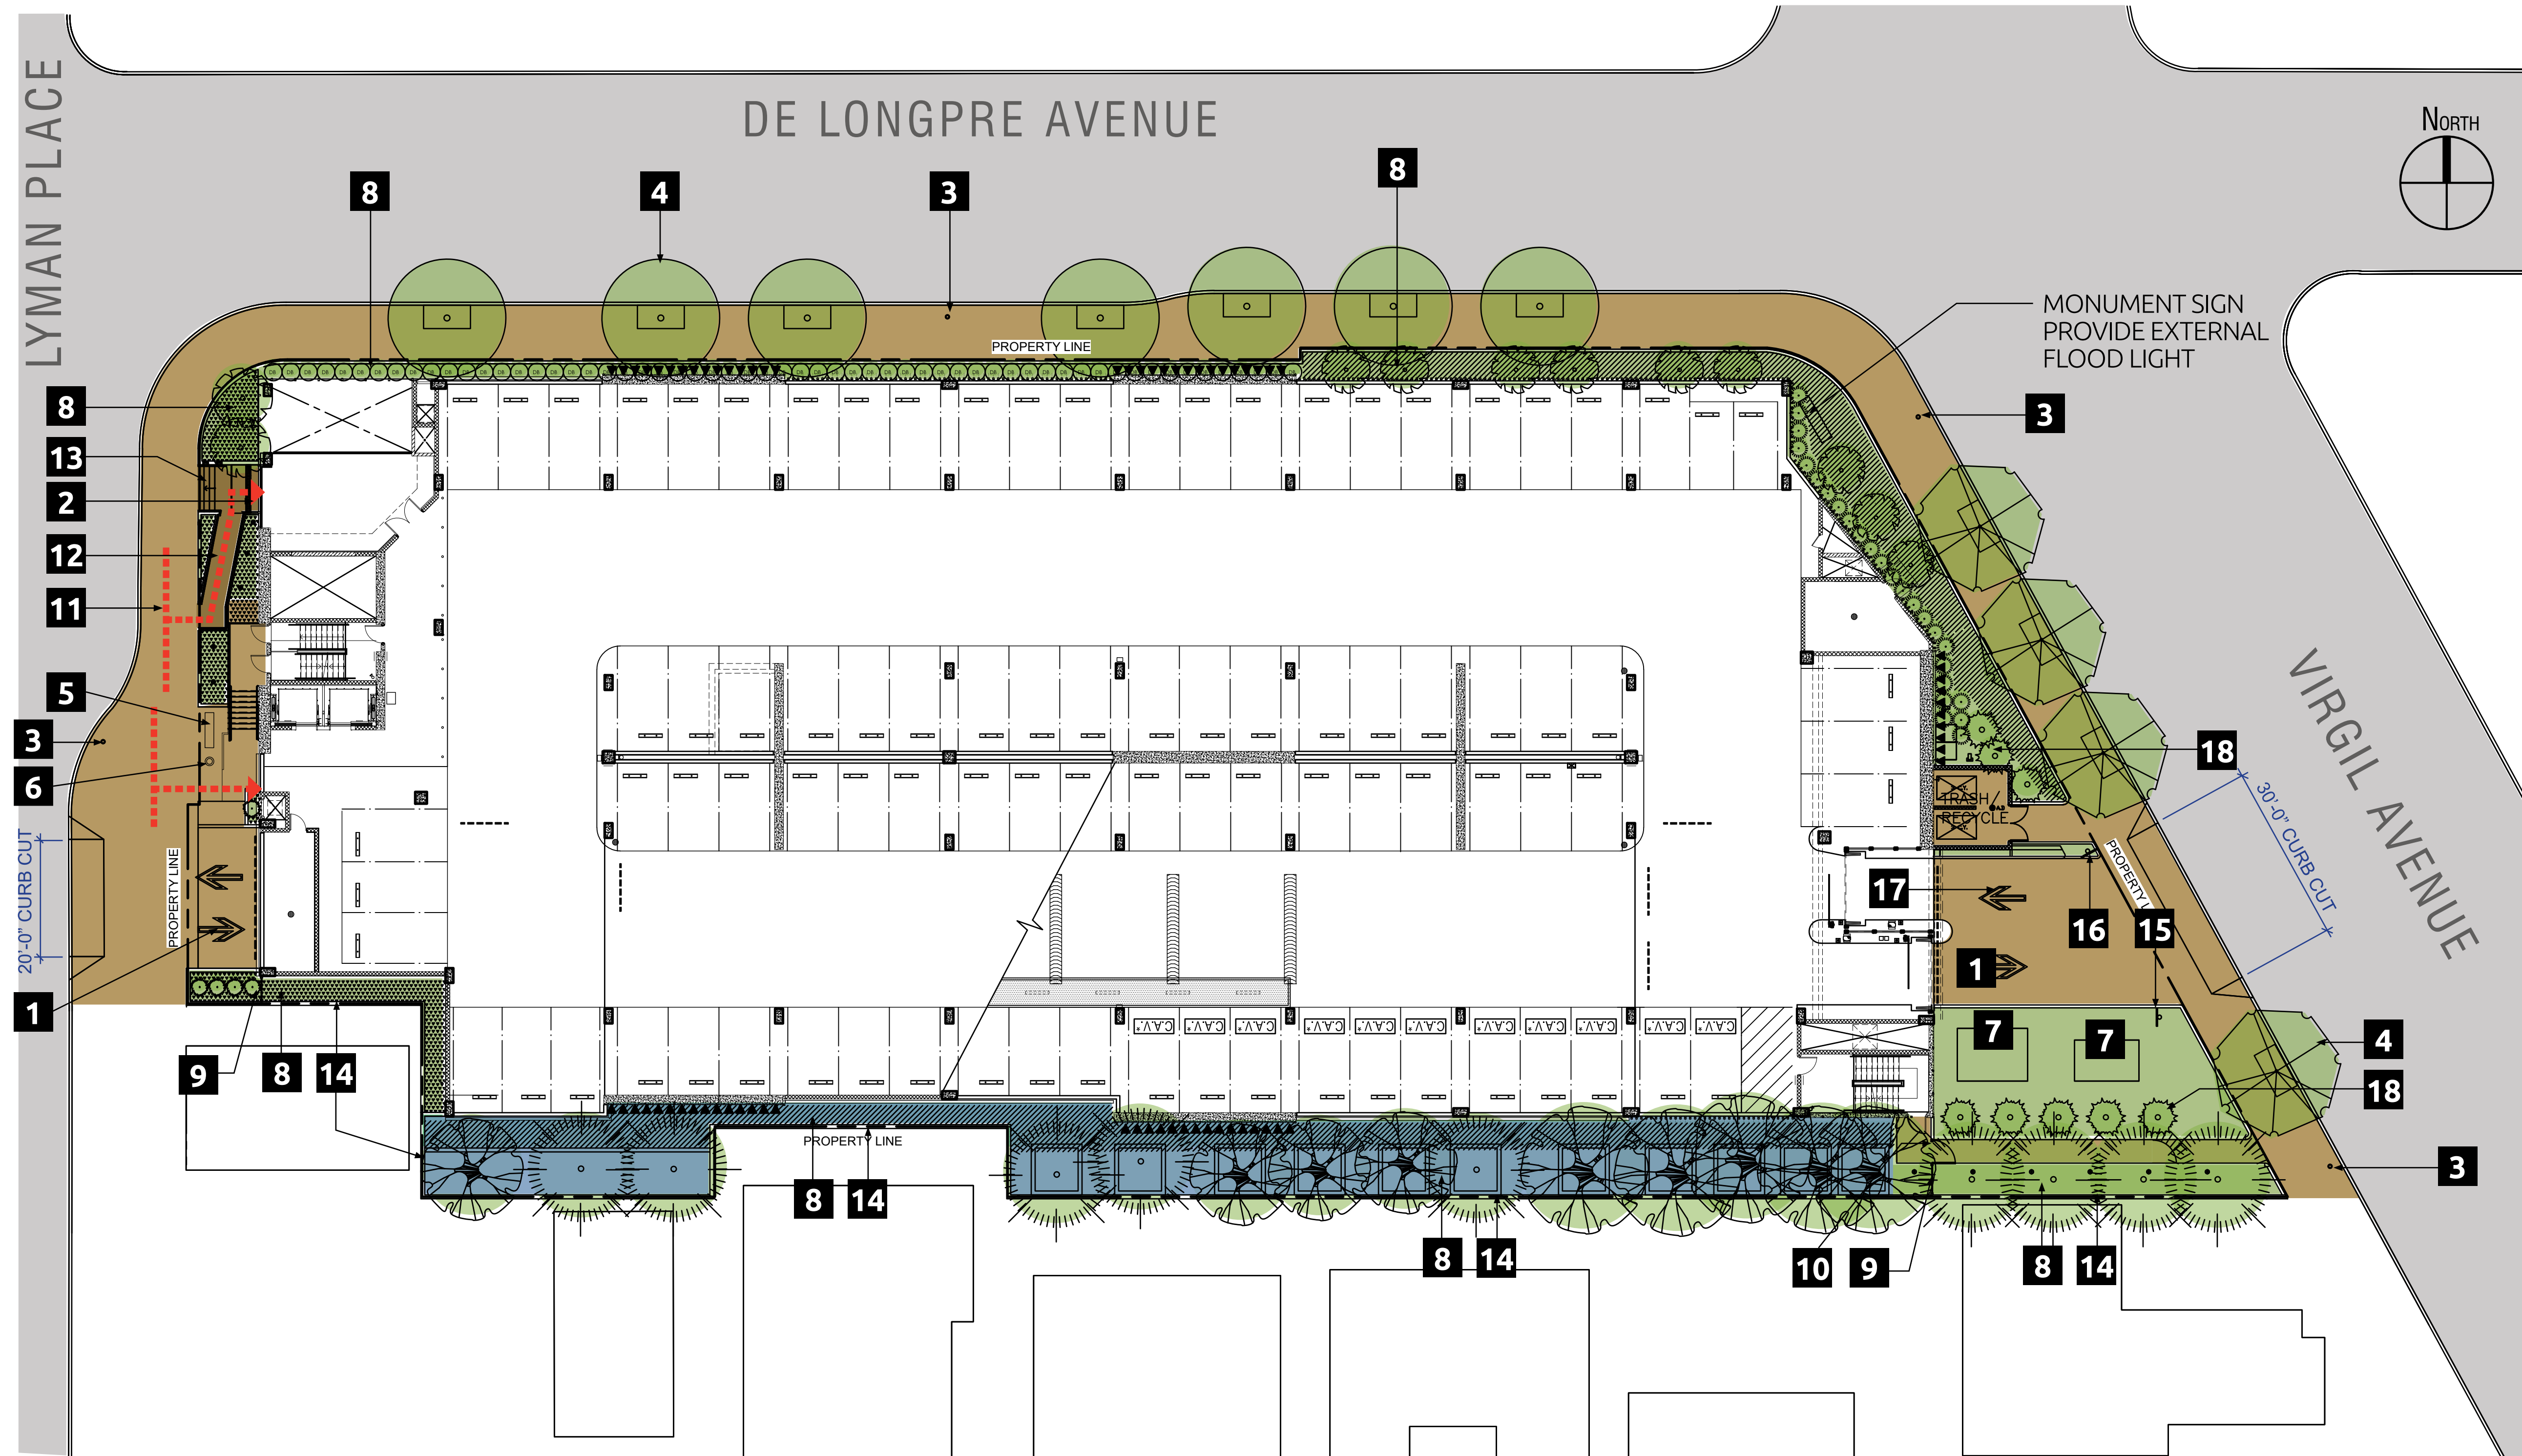 LYMAN PLACE
DE LONGPRE AVENUE
NORTH
8
4
3
8
MONUMENT SIGN
PROVIDE EXTERNAL
FLOOD LIGHT
PROPERTY LINE
8
3
13
2
12
11
5
3
6
18
TRASH/
RECYCLE
VIRGIL AVENUE
30'-0" CURB CUT
20'-0" CURB CUT
PROPERTY LINE
PROPERTY
17
16
15
1
1
C.A.V.* C.A.V.* C.A.V.* C.A.V.* C.A.V.* C.A.V.* C.A.V.* C.A.V.* C.A.V.* C.A.V.* C.A.V.* C.A.V.*
7
7
4
9
8
14
18
PROPERTY LINE
8
14
3
8
14
10
9
8
14